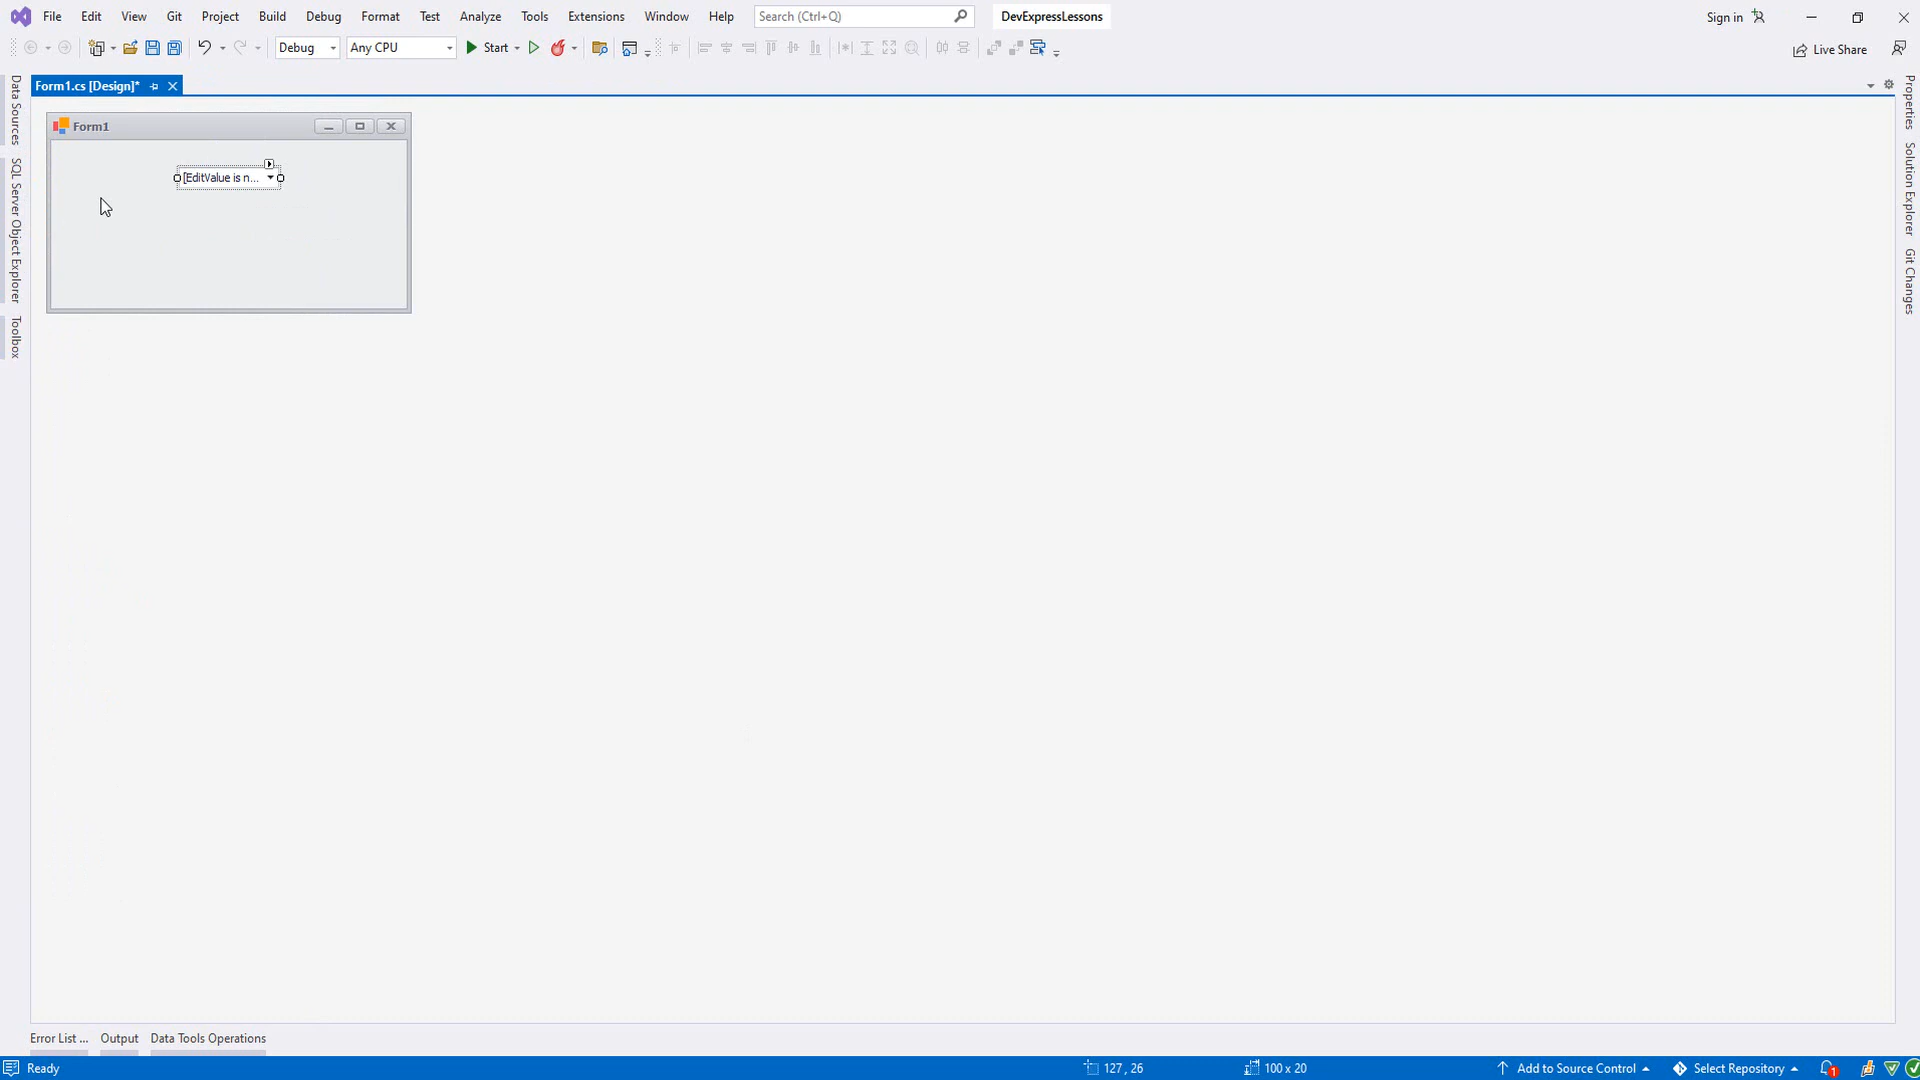 File Edit View Git Project Build Debug Format Test Analyze Tools Extensions Window Help Search (Ctrl+Q) DevExpressLessons Sign in
Debug Any CPU Start Live Share
Form1.cs [Design]*
Data Sources
SQL Server Object Explorer
Toolbox
Form1
[EditValue is n...
Properties
Solution Explorer
Git Changes
Error List ... Output Data Tools Operations
Ready 127 , 26 100 x 20 Add to Source Control Select Repository 1